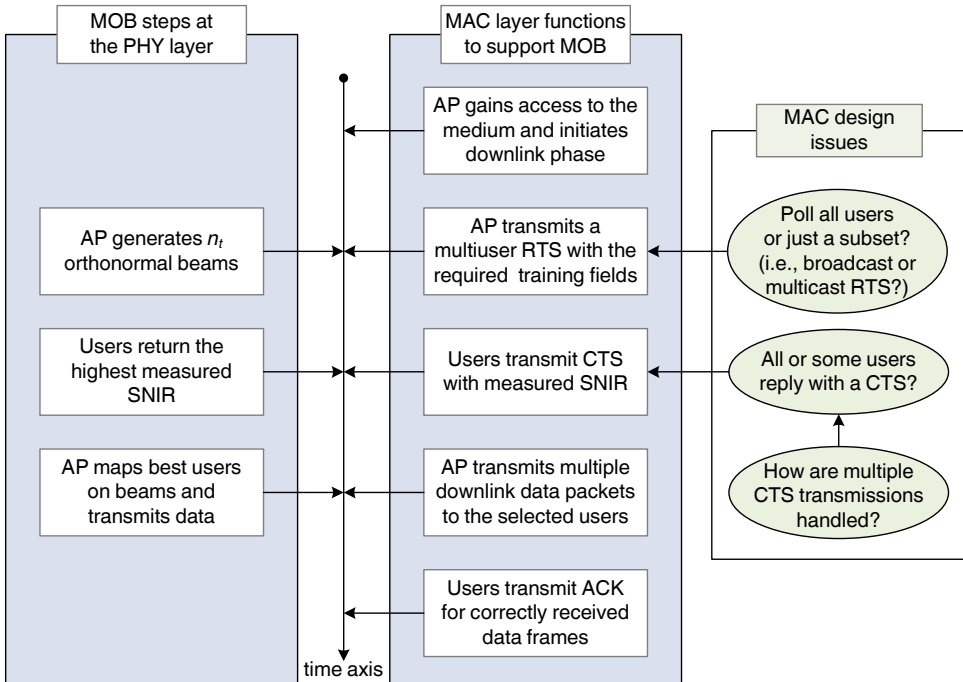 MOB steps at
the PHY layer
AP generates nt
orthonormal beams
Users return the
highest measured
SNIR
AP maps best users
on beams and
transmits data
time axis
MAC layer functions
to support MOB
AP gains access to the
medium and initiates
downlink phase
AP transmits a
multiuser RTS with the
required training fields
Users transmit CTS
with measured SNIR
AP transmits multiple
downlink data packets
to the selected users
Users transmit ACK
for correctly received
data frames
MAC design
issues
Poll all users
or just a subset?
(i.e., broadcast or
multicast RTS?)
All or some users
reply with a CTS?
How are multiple
CTS transmissions
handled?